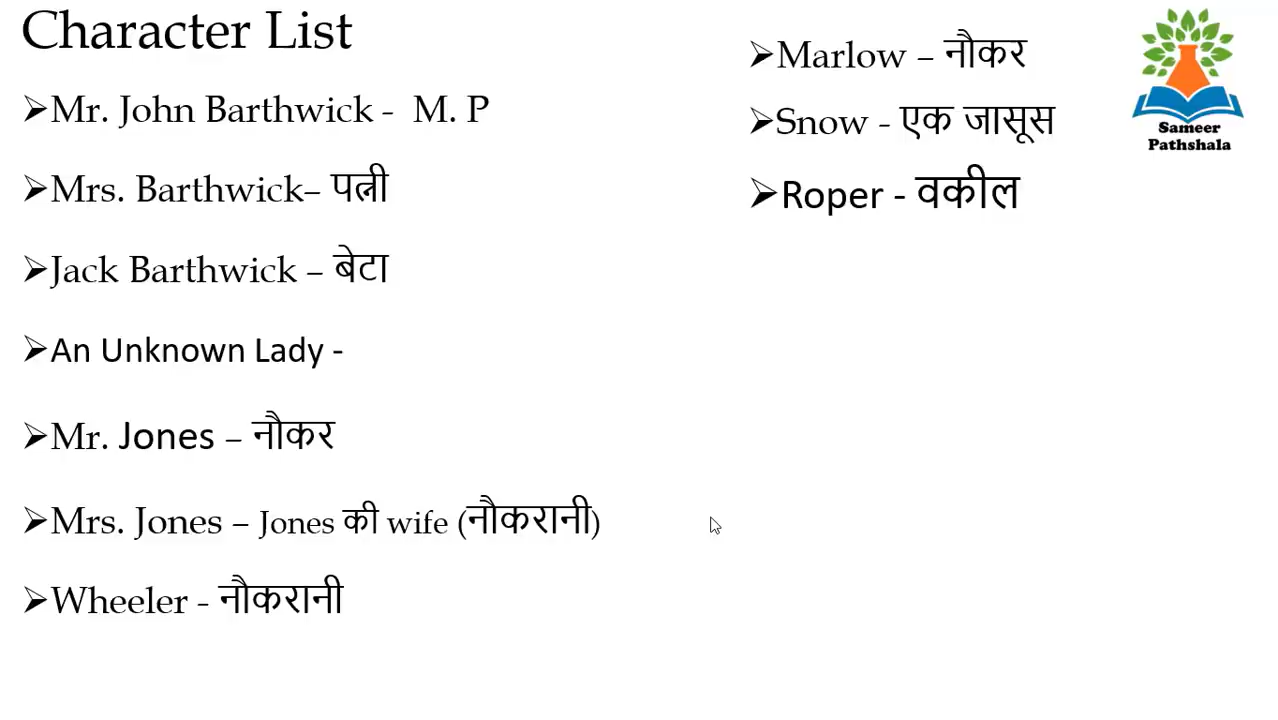 Character List
➢Mr. John Barthwick - M. P
➢Mrs. Barthwick– पत्नी
➢Jack Barthwick – बेटा
➢An Unknown Lady -
➢Mr. Jones – नौकर
➢Mrs. Jones – Jones की wife (नौकरानी)
➢Wheeler - नौकरानी
➢Marlow – नौकर
➢Snow - एक जासूस
➢Roper - वकील
Sameer
Pathshala